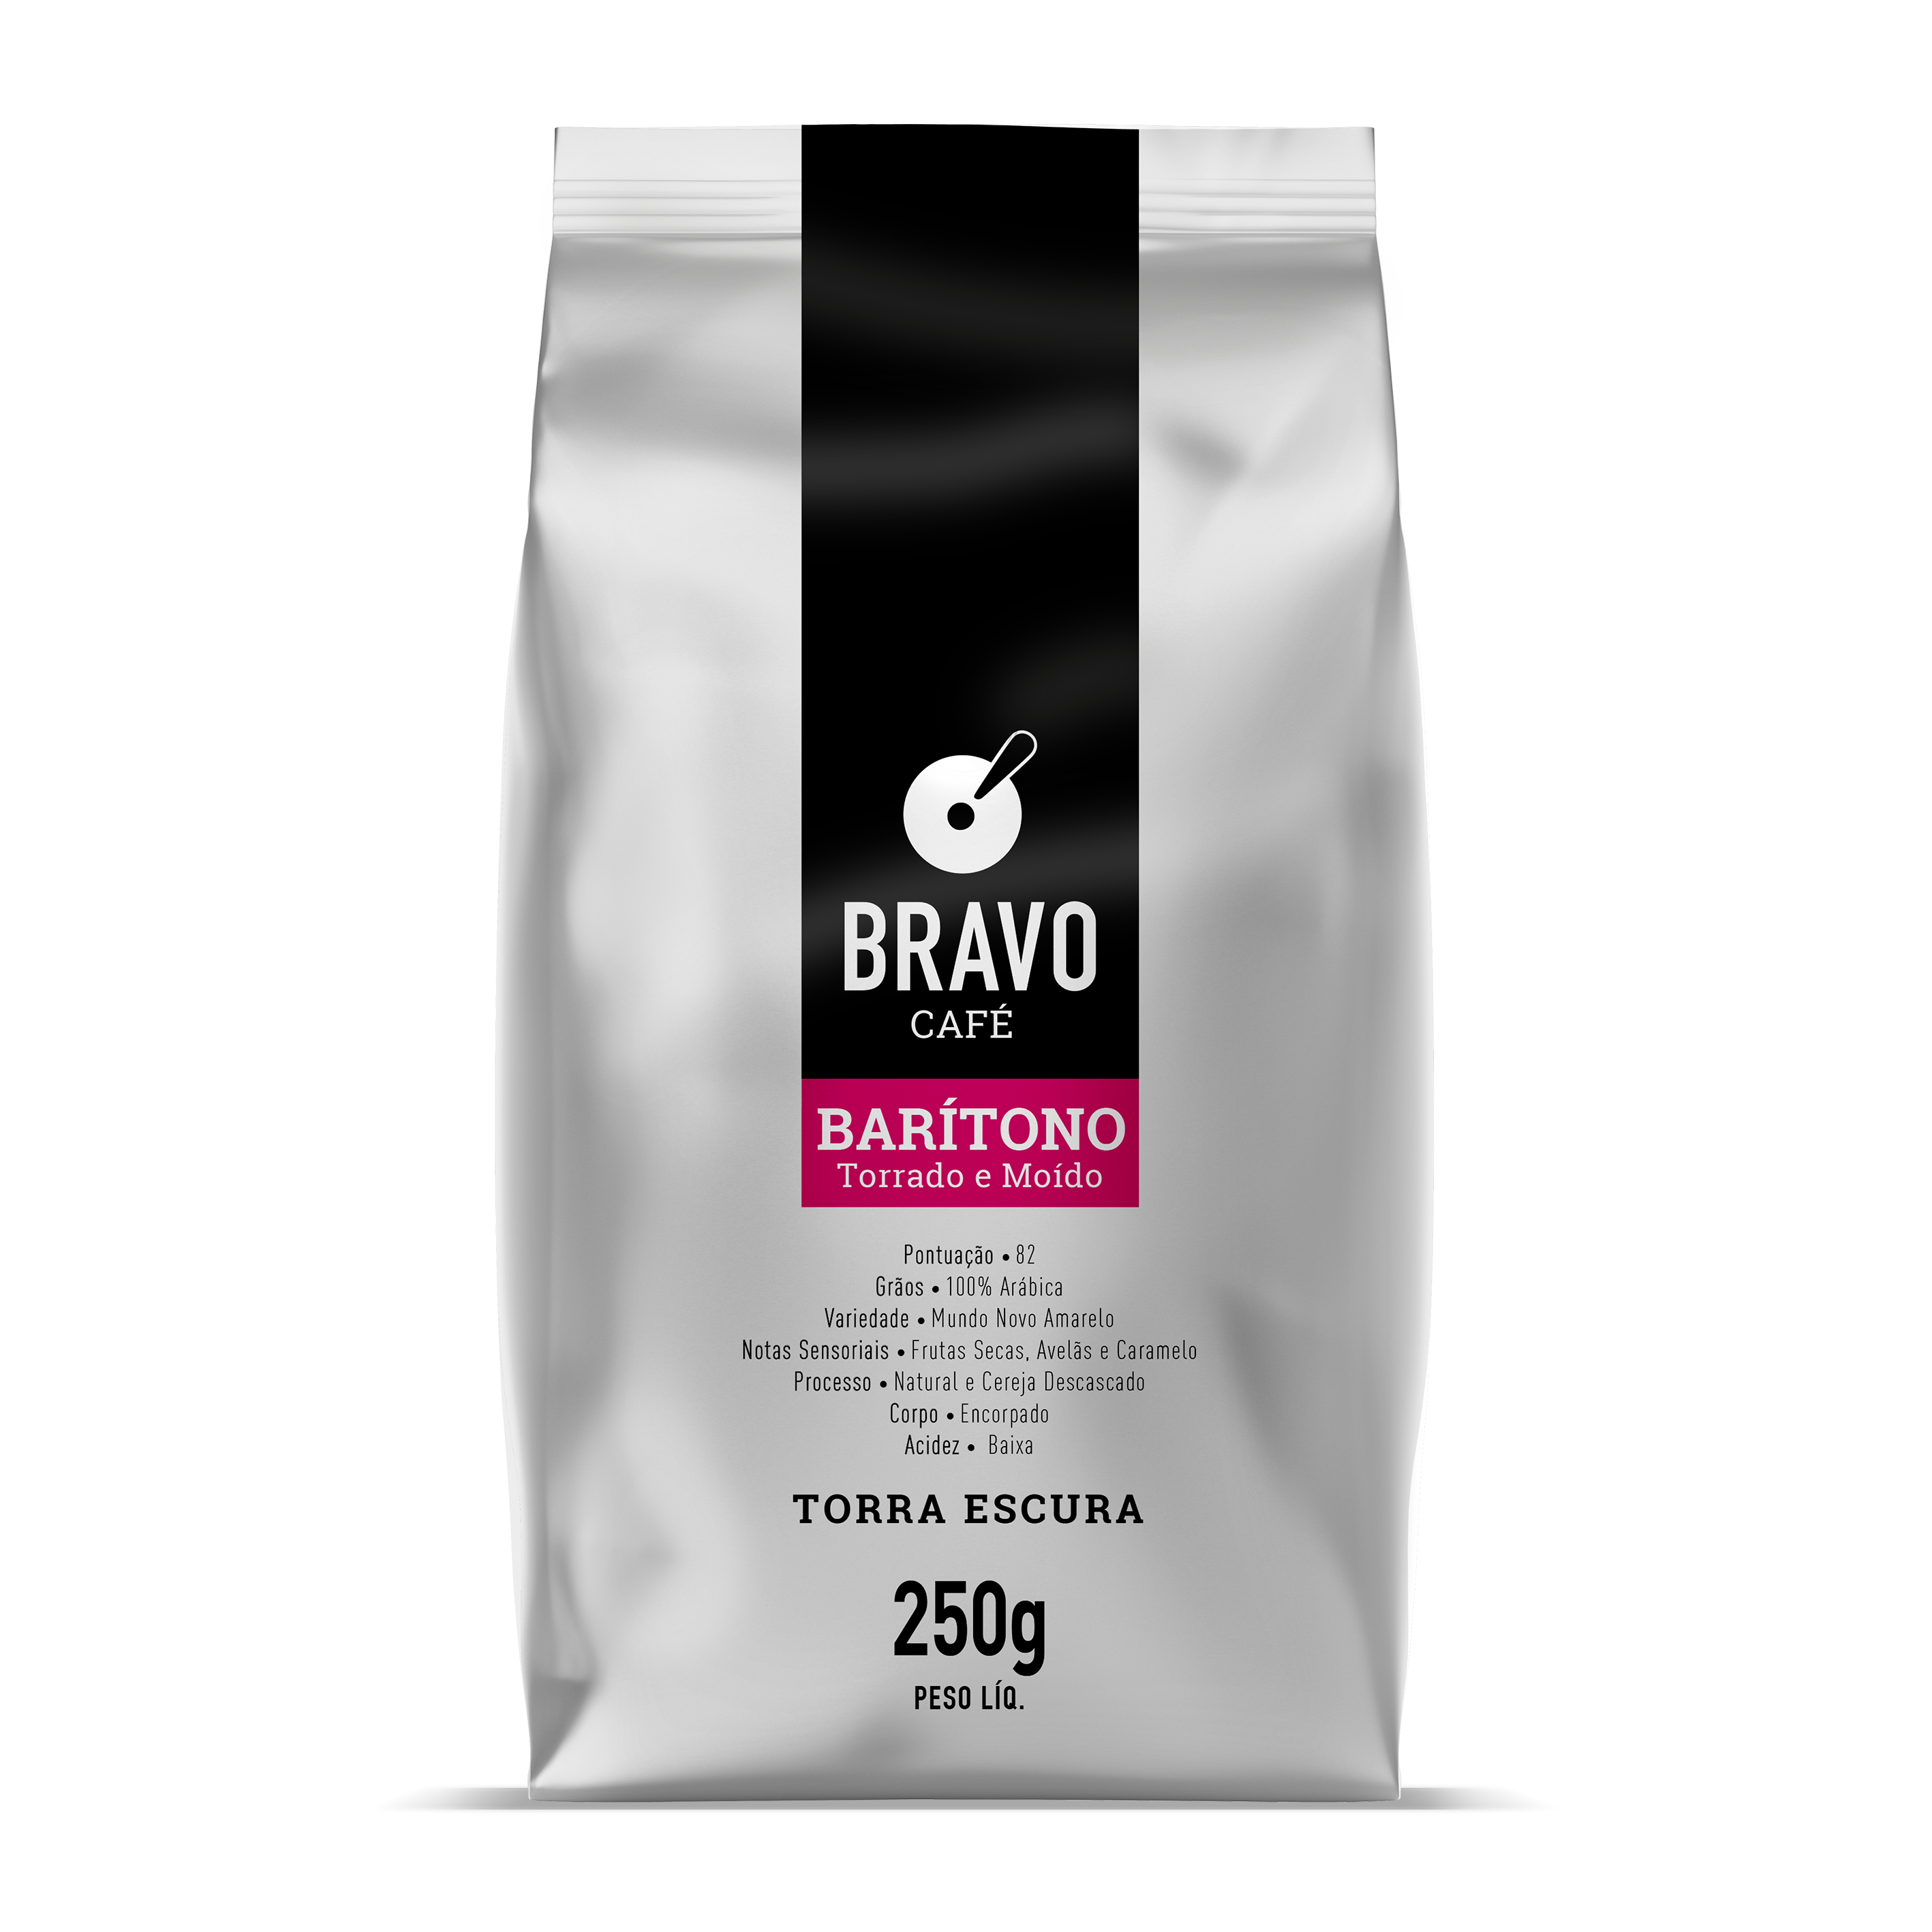 BRAVO
CAFÉ
BARÍTONO
Torrado e Moído
Pontuação • 82
Grãos • 100% Arábica
Variedade • Mundo Novo Amarelo
Notas Sensoriais • Frutas Secas, Avelãs e Caramelo
Processo • Natural e Cereja Descascado
Corpo • Encorpado
Acidez • Baixa
TORRA ESCURA
250g
PESO LÍQ.